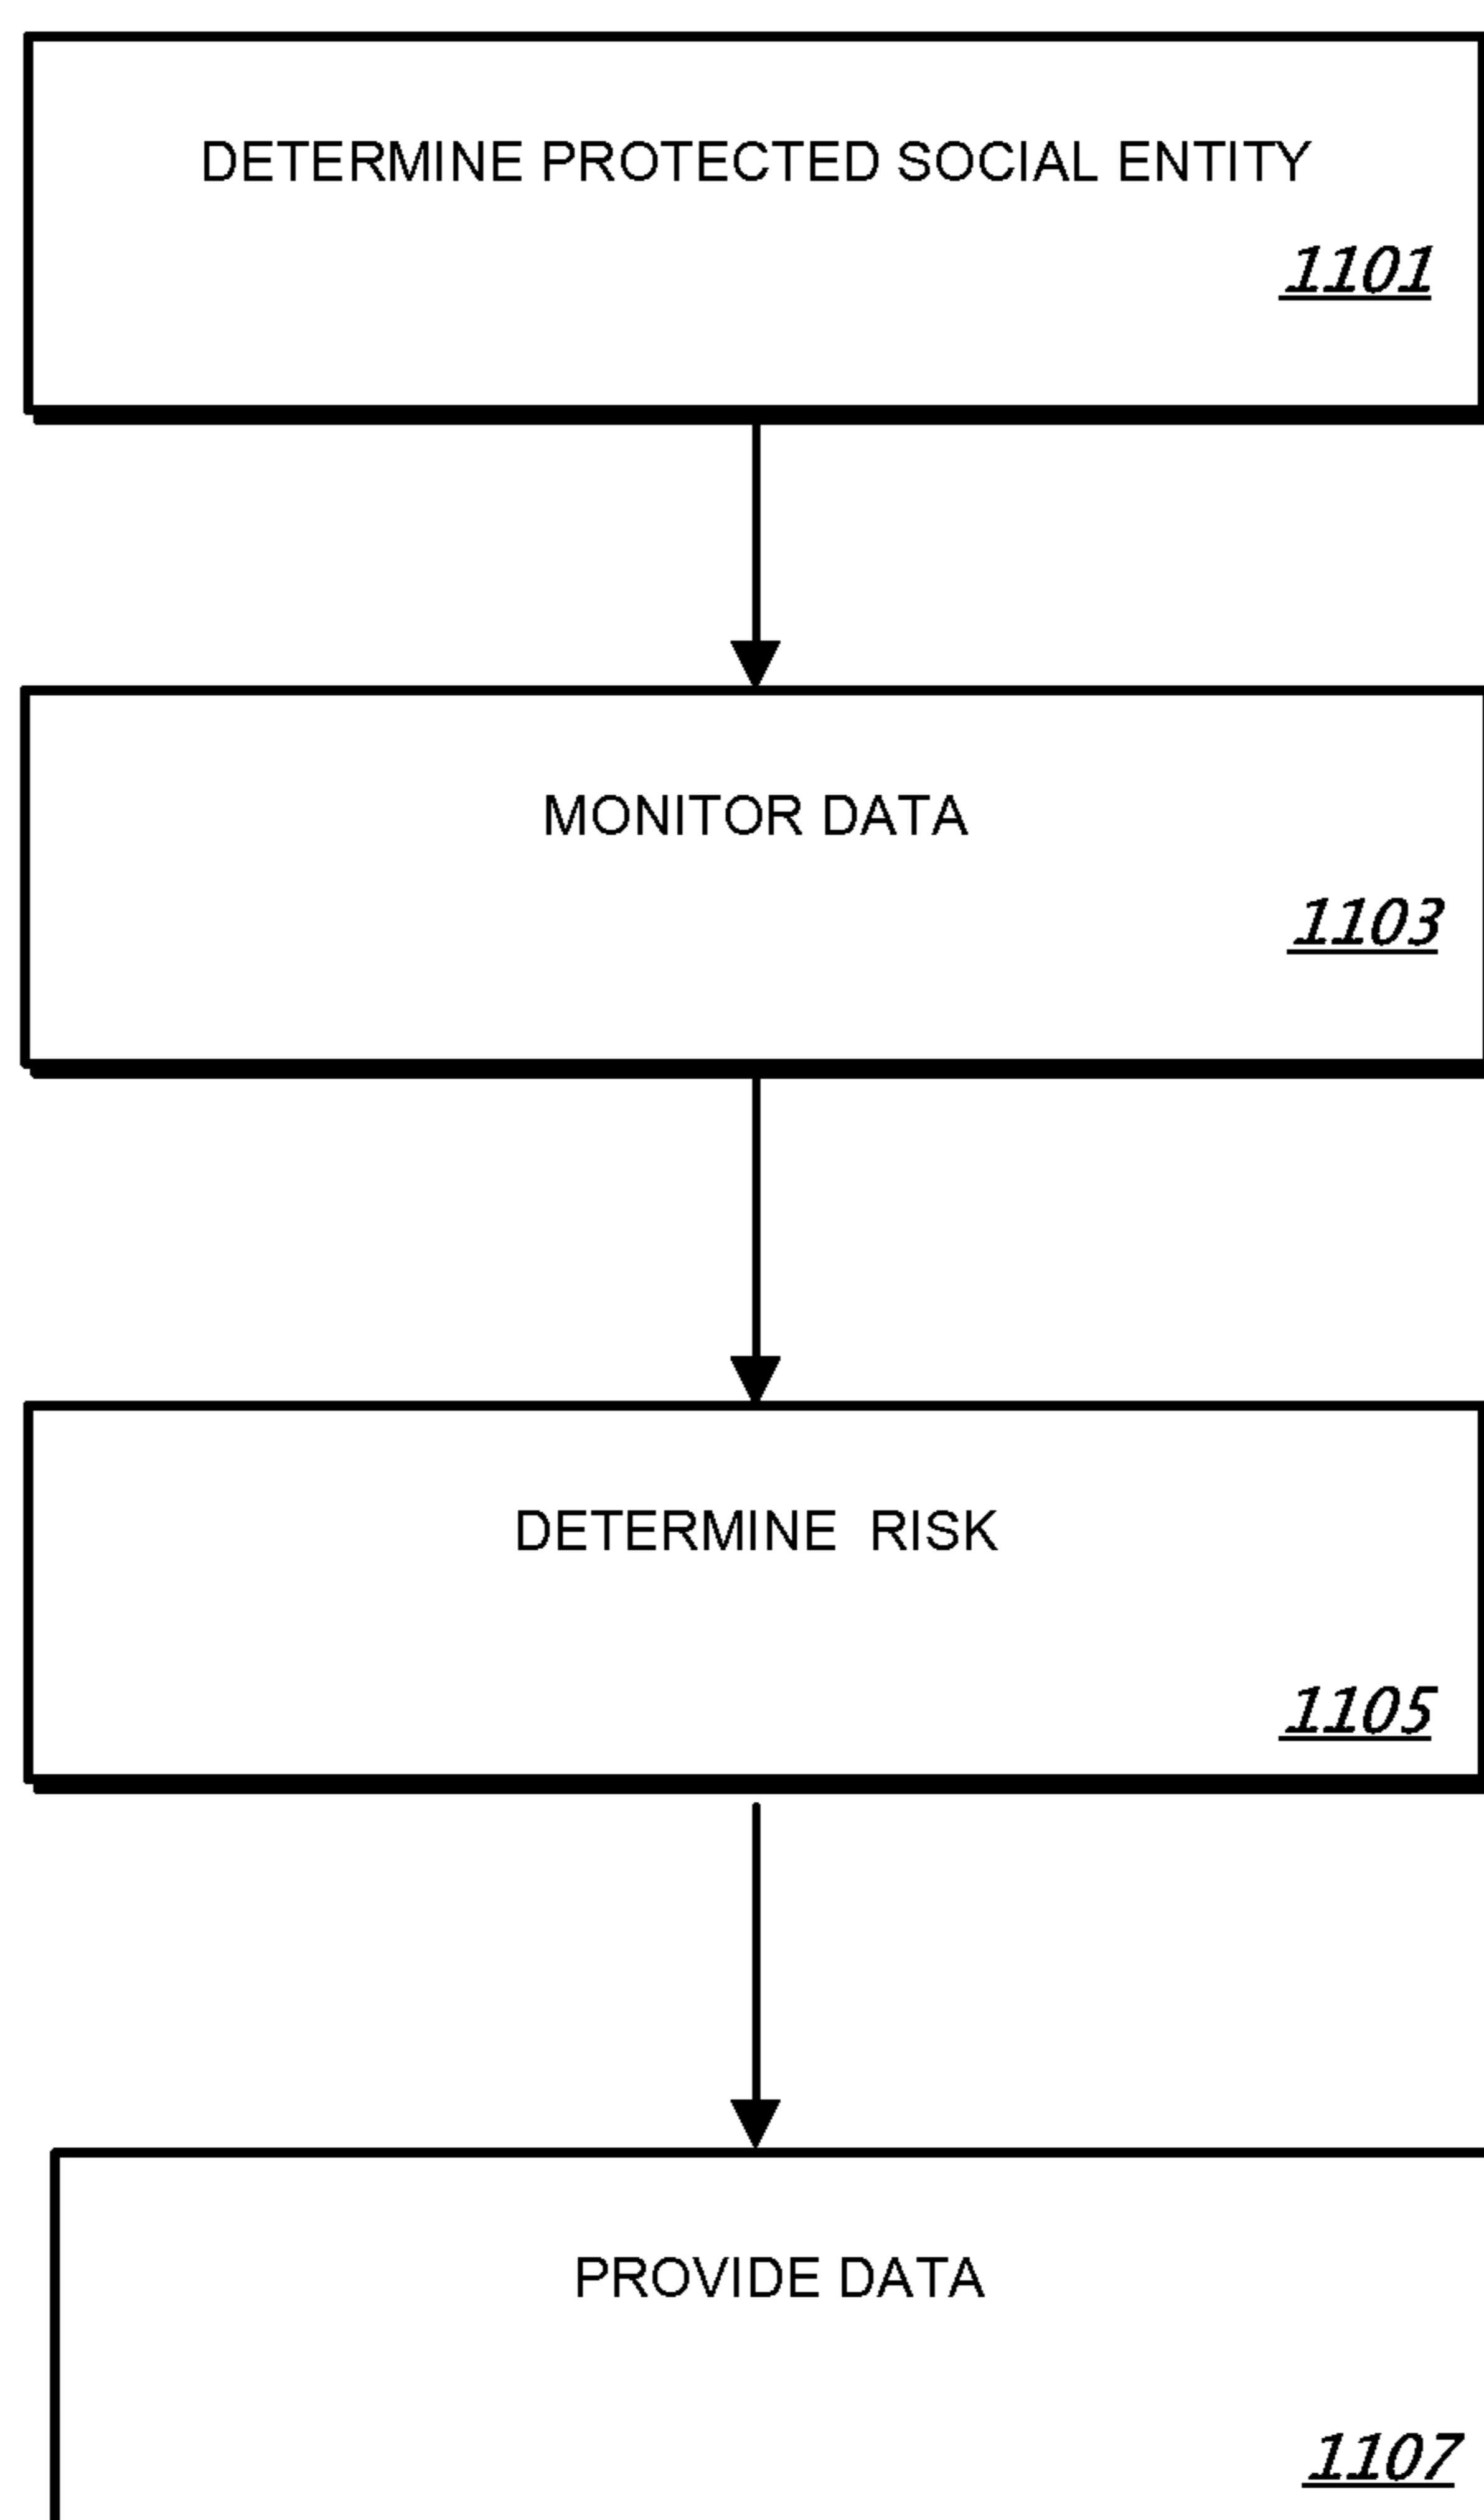 DETERMINE PROTECTED SOCIAL ENTITY
1101
MONITOR DATA
1103
DETERMINE RISK
1105
PROVIDE DATA
1107